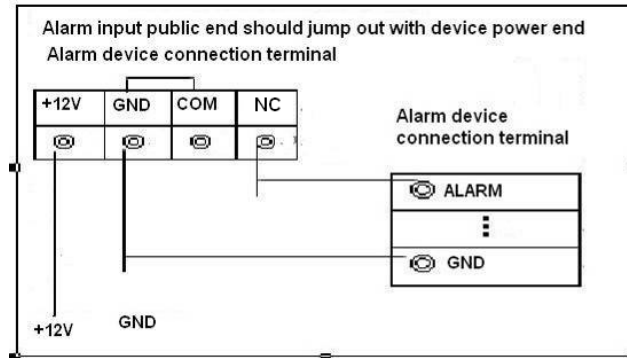 Alarm input public end should jump out with device power end
Alarm device connection terminal
+12V GND COM NC
Alarm device
connection terminal
ALARM
GND
+12V GND